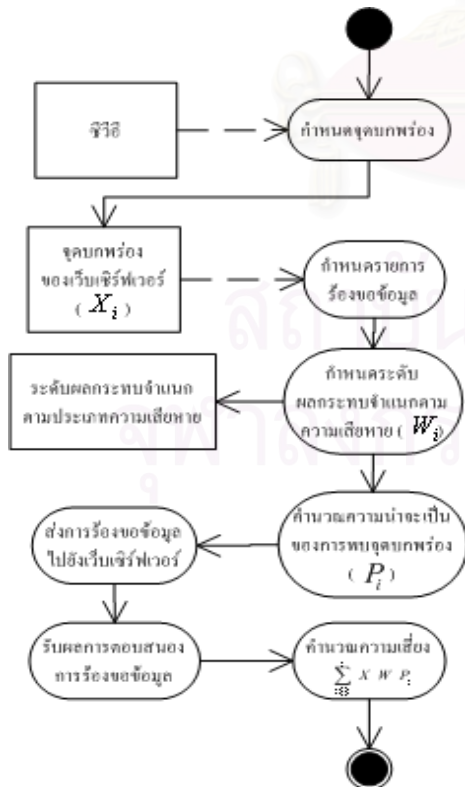 ซีวีอี
กำหนดจุดบกพร่อง
จุดบกพร่อง
ของเว็บเซิร์ฟเวอร์
( X_i )
กำหนดรายการ
ร้องขอข้อมูล
ระดับผลกระทบจำแนก
ตามประเภทความเสียหาย
กำหนดระดับ
ผลกระทบจำแนกตาม
ความเสียหาย ( W_i )
ส่งการร้องขอข้อมูล
ไปยังเว็บเซิร์ฟเวอร์
คำนวณความน่าจะเป็น
ของการพบจุดบกพร่อง
( P_i )
รับผลการตอบสนอง
การร้องขอข้อมูล
คำนวณความเสี่ยง
∑ X W P